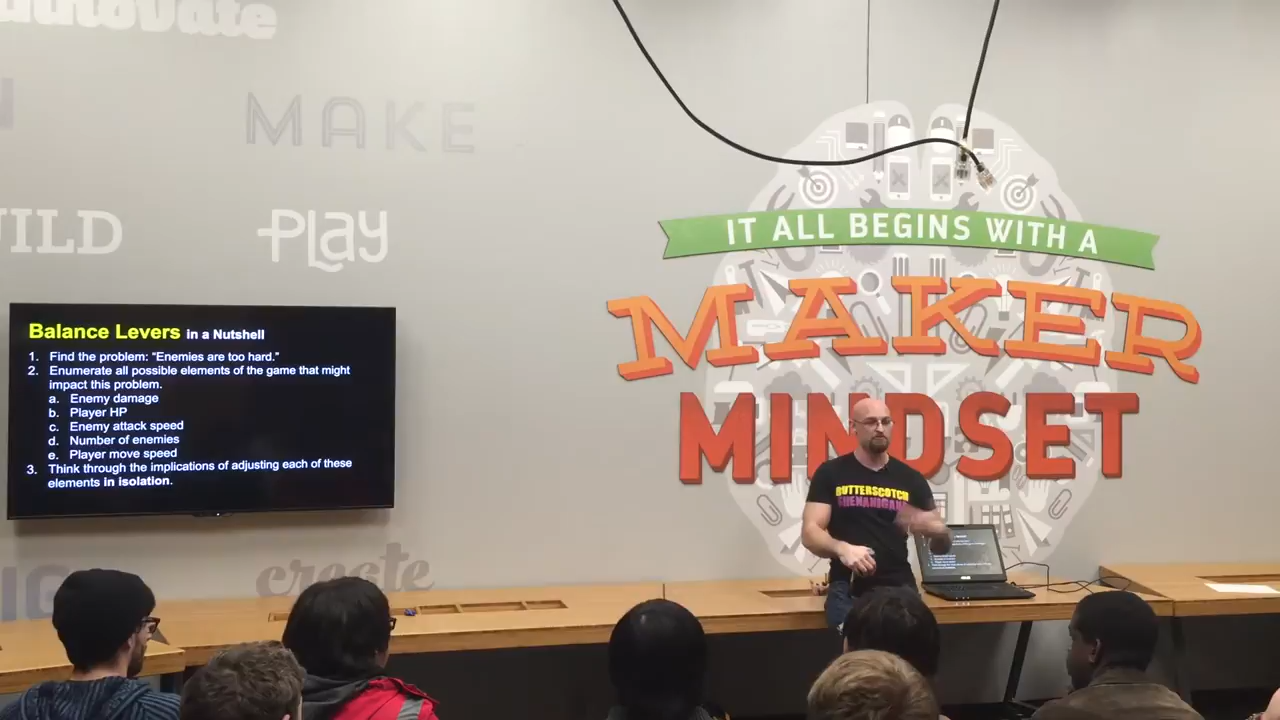 MAKE
PLAY
Balance Levers in a Nutshell
1. Find the problem: "Enemies are too hard."
2. Enumerate all possible elements of the game that might
impact this problem.
a. Enemy damage
b. Player HP
c. Enemy attack speed
d. Number of enemies
e. Player move speed
3. Think through the implications of adjusting each of these
elements in isolation.
create
IT ALL BEGINS WITH A
MAKER
MINDSET
BUTTERSCOTCH
SHENANIGANS